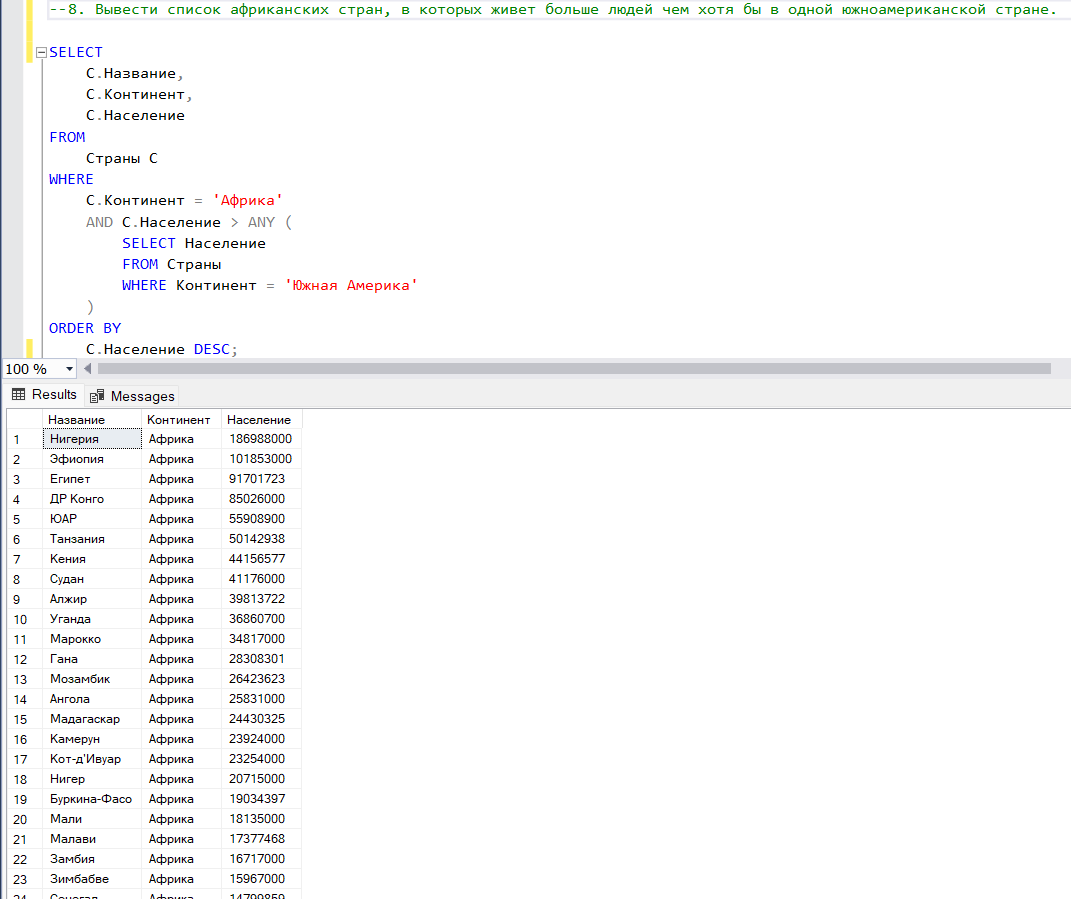 --8. Вывести список африканских стран, в которых живет больше людей чем хотя бы в одной южноамериканской стране.
SELECT
С.Название,
С.Континент,
С.Население
FROM
Страны С
WHERE
С.Континент = 'Африка'
AND С.Население > ANY (
SELECT Население
FROM Страны
WHERE Континент = 'Южная Америка'
)
ORDER BY
С.Население DESC;
100 %
Results Messages
Название Континент Население
1 Нигерия Африка 186988000
2 Эфиопия Африка 101853000
3 Египет Африка 91701723
4 ДР Конго Африка 85026000
5 ЮАР Африка 55908900
6 Танзания Африка 50142938
7 Кения Африка 44156577
8 Судан Африка 41176000
9 Алжир Африка 39813722
10 Уганда Африка 36860700
11 Марокко Африка 34817000
12 Гана Африка 28308301
13 Мозамбик Африка 26423623
14 Ангола Африка 25831000
15 Мадагаскар Африка 24430325
16 Камерун Африка 23924000
17 Кот-д'Ивуар Африка 23254000
18 Нигер Африка 20715000
19 Буркина-Фасо Африка 19034397
20 Мали Африка 18135000
21 Малави Африка 17377468
22 Замбия Африка 16717000
23 Зимбабве Африка 15967000
24 Сенегал Африка 14799859